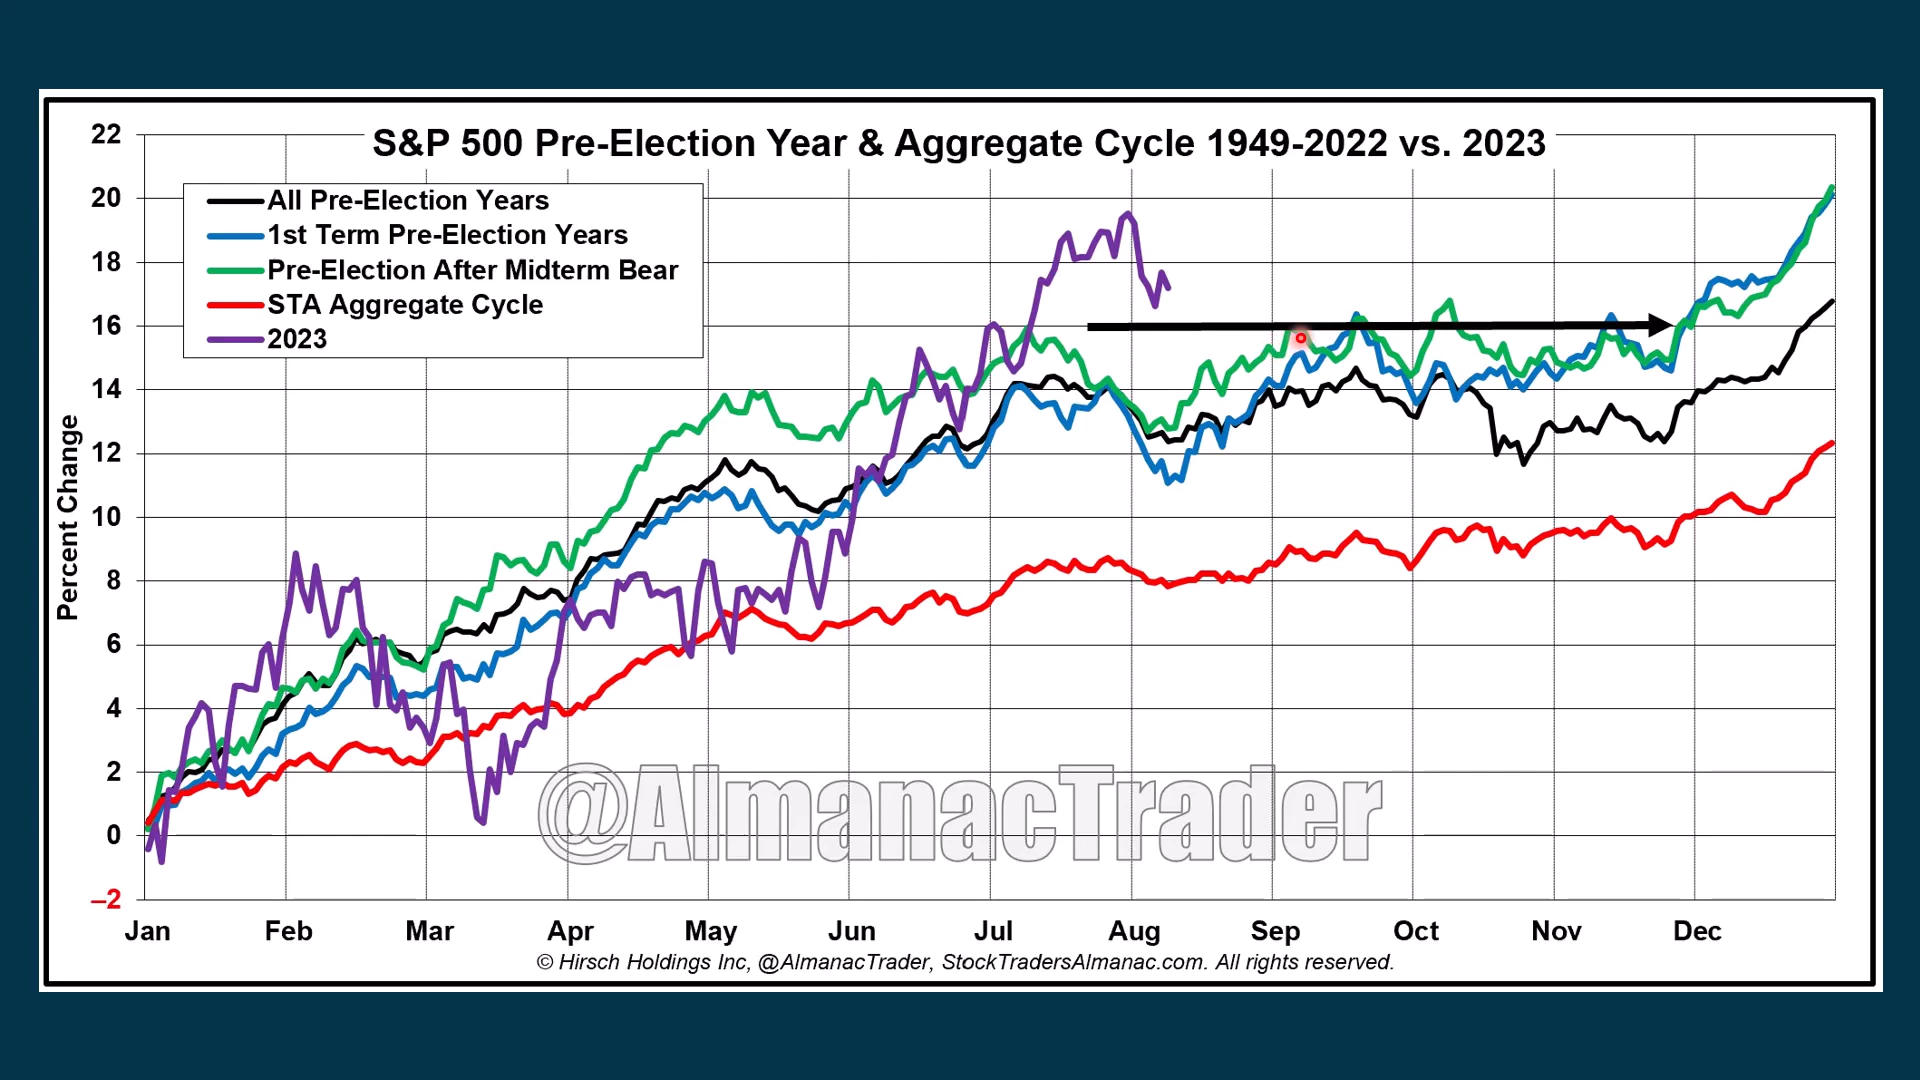 S&P 500 Pre-Election Year & Aggregate Cycle 1949-2022 vs. 2023
All Pre-Election Years
1st Term Pre-Election Years
Pre-Election After Midterm Bear
STA Aggregate Cycle
2023
Percent Change
22
20
18
16
14
12
10
8
6
4
2
0
–2
@AlmanacTrader
Jan Feb Mar Apr May Jun Jul Aug Sep Oct Nov Dec
© Hirsch Holdings Inc, @AlmanacTrader, StockTradersAlmanac.com. All rights reserved.